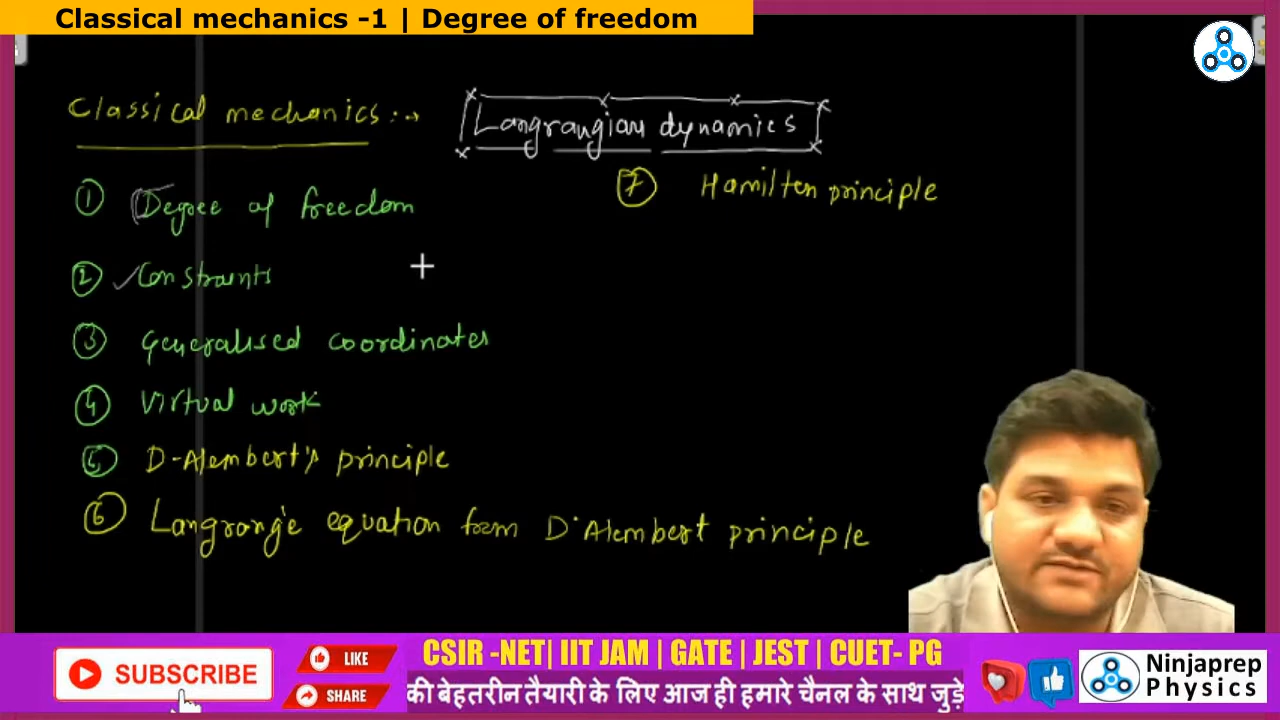 Classical mechanics -1 | Degree of freedom
Classical mechanics :-→ Langrangian dynamics
① Degree of freedom
② Constraints
③ Generalised coordinates
④ Virtual work
⑤ D-Alembert's principle
⑥ Langrang'e equation from D'Alembert principle
⑦ Hamilton principle
SUBSCRIBE
LIKE
SHARE
CSIR -NET| IIT JAM | GATE | JEST | CUET- PG
की बेहतरीन तैयारी के लिए आज ही हमारे चैनल के साथ जुड़े
Ninjaprep
Physics